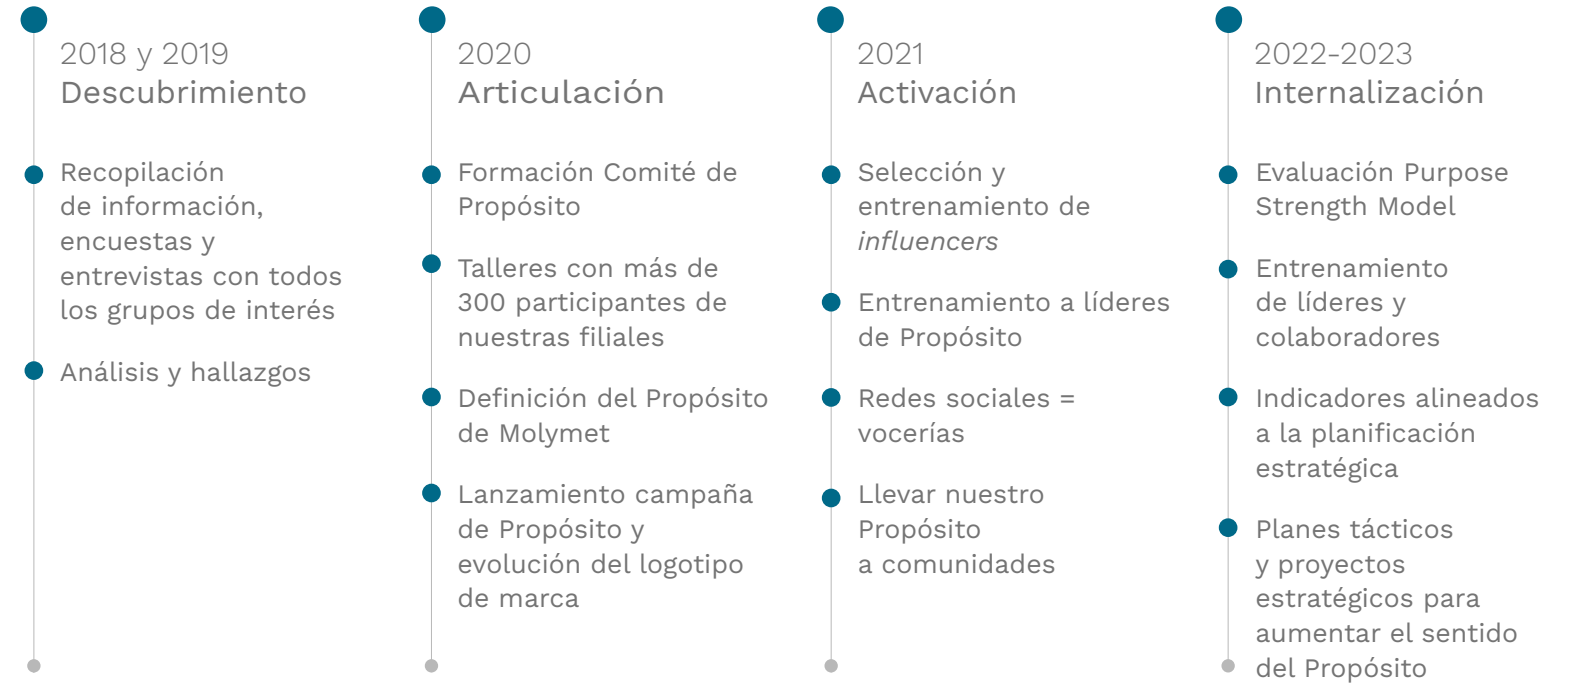 2018 y 2019
Descubrimiento
Recopilación
de información,
encuestas y
entrevistas con todos
los grupos de interés
Análisis y hallazgos
2020
Articulación
Formación Comité de
Propósito
Talleres con más de
300 participantes de
nuestras filiales
Definición del Propósito
de Molymet
Lanzamiento campaña
de Propósito y
evolución del logotipo
de marca
2021
Activación
Selección y
entrenamiento de
influencers
Entrenamiento a líderes
de Propósito
Redes sociales =
vocerías
Llevar nuestro
Propósito
a comunidades
2022-2023
Internalización
Evaluación Purpose
Strength Model
Entrenamiento
de líderes y
colaboradores
Indicadores alineados
a la planificación
estratégica
Planes tácticos
y proyectos
estratégicos para
aumentar el sentido
del Propósito